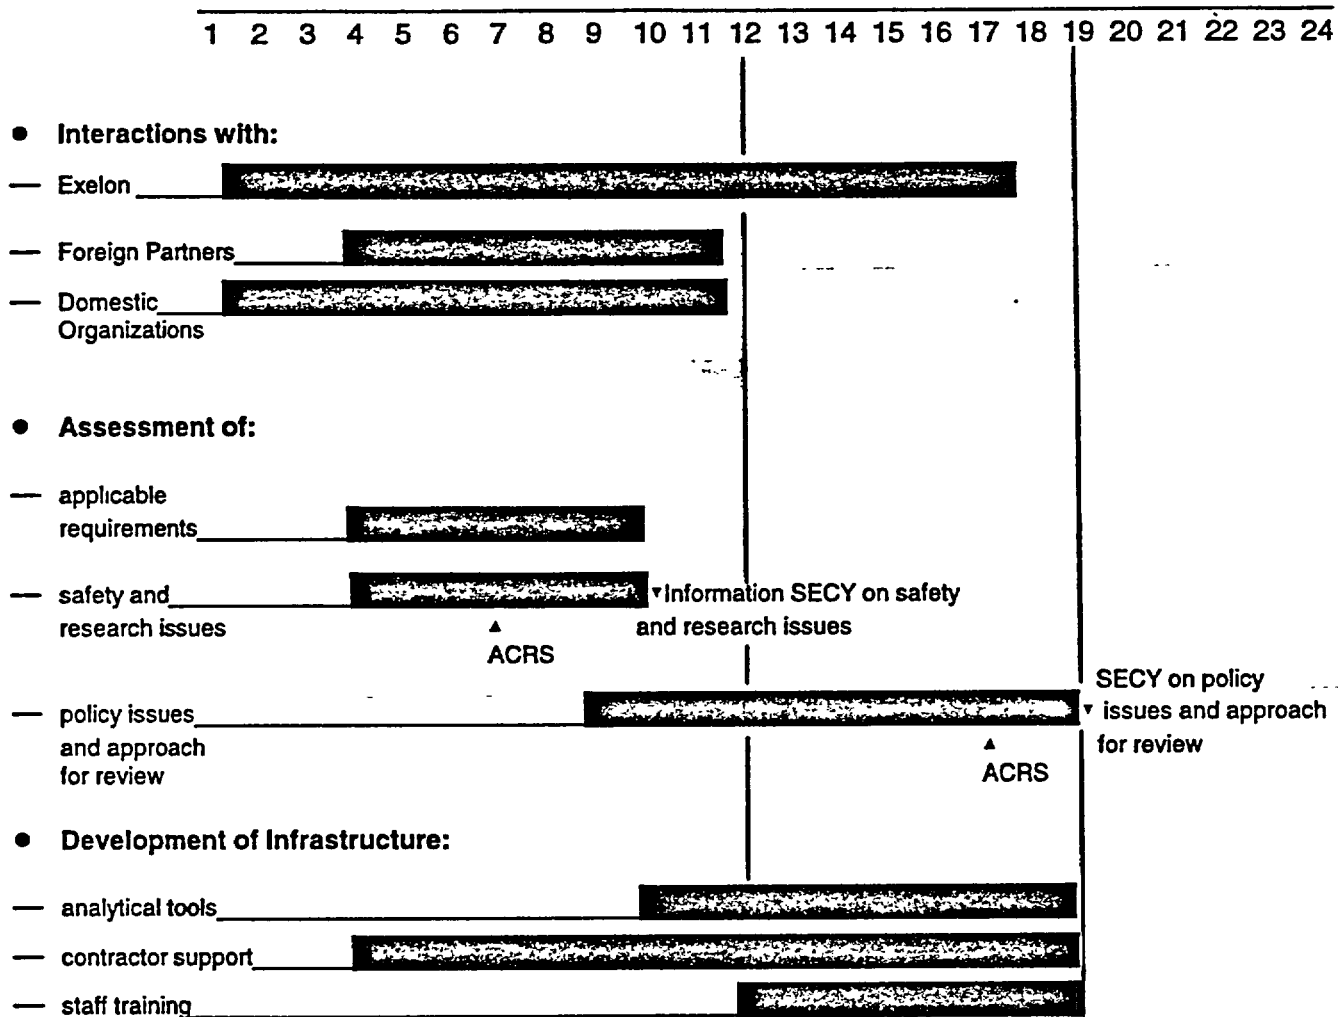 1 2 3 4 5 6 7 8 9 10 11 12 13 14 15 16 17 18 19 20 21 22 23 24
● Interactions with:
— Exelon
— Foreign Partners
— Domestic
Organizations
● Assessment of:
— applicable
requirements
— safety and
research issues
▾Information SECY on safety
and research issues
▴
ACRS
— policy issues
and approach
for review
SECY on policy
▾ issues and approach
for review
▴
ACRS
● Development of Infrastructure:
— analytical tools
— contractor support
— staff training